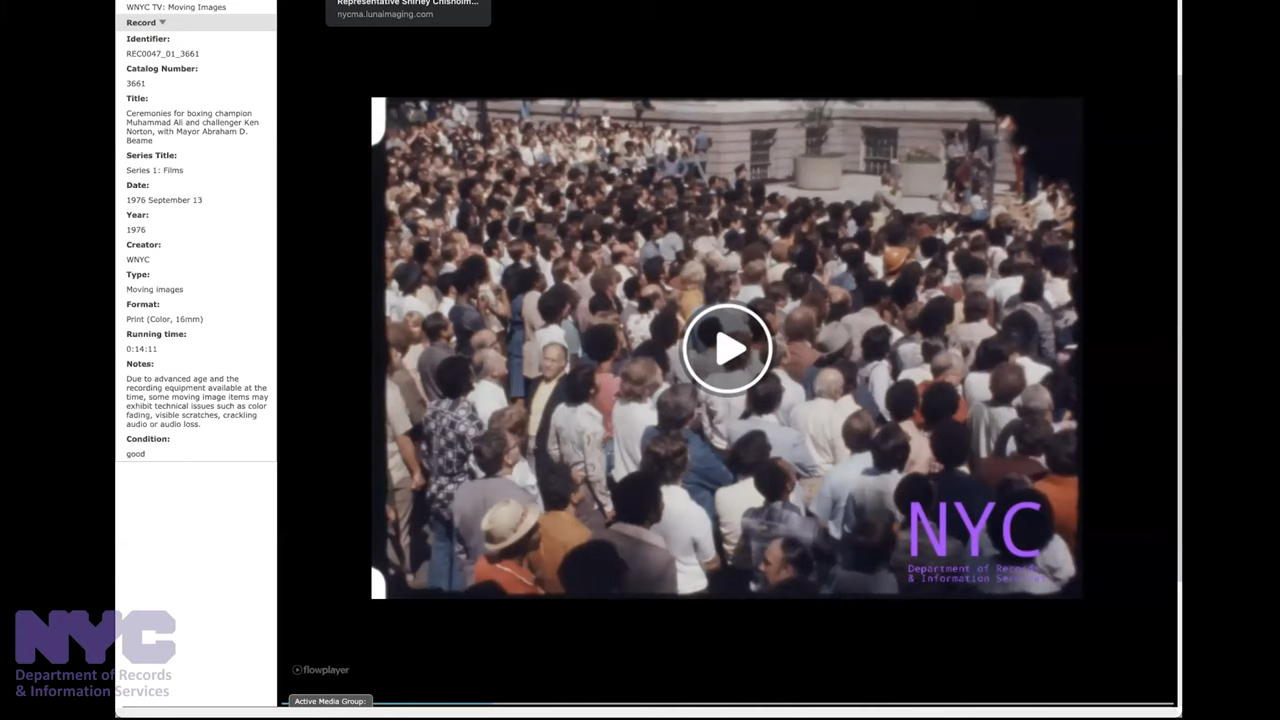 WNYC TV: Moving Images
Representative Shirley Chisholm...
nycma.lunaimaging.com
Record
Identifier:
REC0047_01_3661
Catalog Number:
3661
Title:
Ceremonies for boxing champion
Muhammad Ali and challenger Ken
Norton, with Mayor Abraham D.
Beame
Series Title:
Series 1: Films
Date:
1976 September 13
Year:
1976
Creator:
WNYC
Type:
Moving images
Format:
Print (Color, 16mm)
Running time:
0:14:11
Notes:
Due to advanced age and the
recording equipment available at the
time, some moving image items may
exhibit technical issues such as color
fading, visible scratches, crackling
audio or audio loss.
Condition:
good
NYC
Department of Records
& Information Services
NYC
Department of Records
& Information Services
flowplayer
Active Media Group: